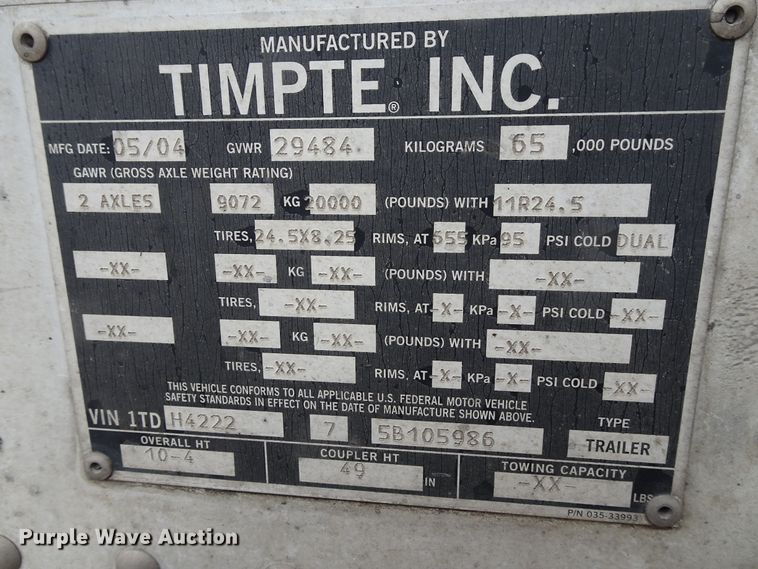 MANUFACTURED BY
TIMPTE® INC.
MFG DATE: 05/04 GVWR 29484 KILOGRAMS 65 ,000 POUNDS
GAWR (GROSS AXLE WEIGHT RATING)
2 AXLES 9072 KG 20000 (POUNDS) WITH 11R24.5
TIRES, 24.5X8.25 RIMS, AT 655 KPa 95 PSI COLD DUAL
-XX- -XX- KG -XX- (POUNDS) WITH -XX-
TIRES, -XX- RIMS, AT -X- KPa -X- PSI COLD -XX-
-XX- -XX- KG -XX- (POUNDS) WITH -XX-
TIRES, -XX- RIMS, AT -X- KPa -X- PSI COLD -XX-
THIS VEHICLE CONFORMS TO ALL APPLICABLE U.S. FEDERAL MOTOR VEHICLE
SAFETY STANDARDS IN EFFECT ON THE DATE OF MANUFACTURE SHOWN ABOVE.
TYPE
VIN 1TD H4222 7 5B105986 TRAILER
OVERALL HT COUPLER HT TOWING CAPACITY
10-4 49 IN -XX- LBS
P/N 035-33993
Purple Wave Auction